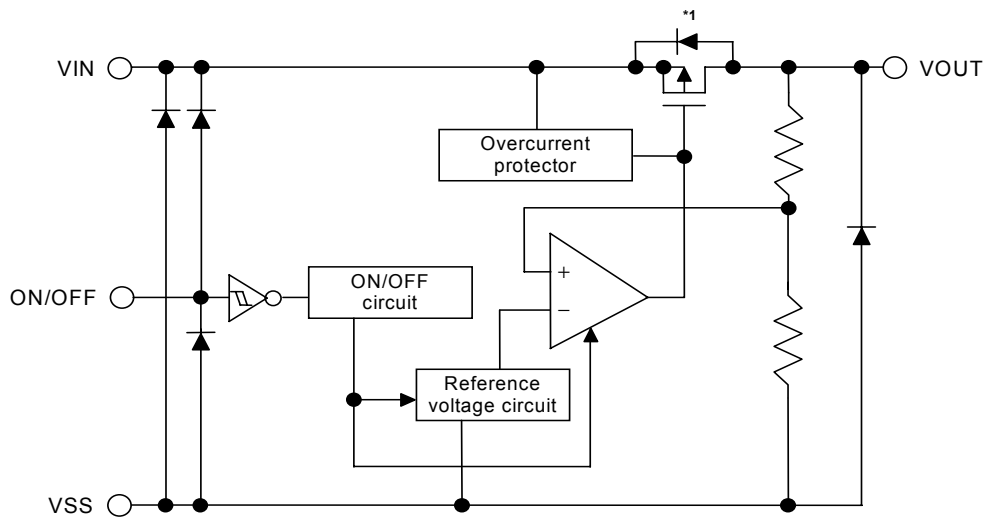 *1
VIN
VOUT
Overcurrent
protector
+
−
ON/OFF
ON/OFF
circuit
Reference
voltage circuit
VSS